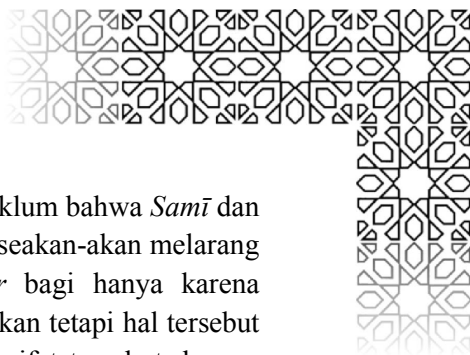 klum bahwa Samī dan
seakan-akan melarang
r bagi hanya karena
kan tetapi hal tersebut